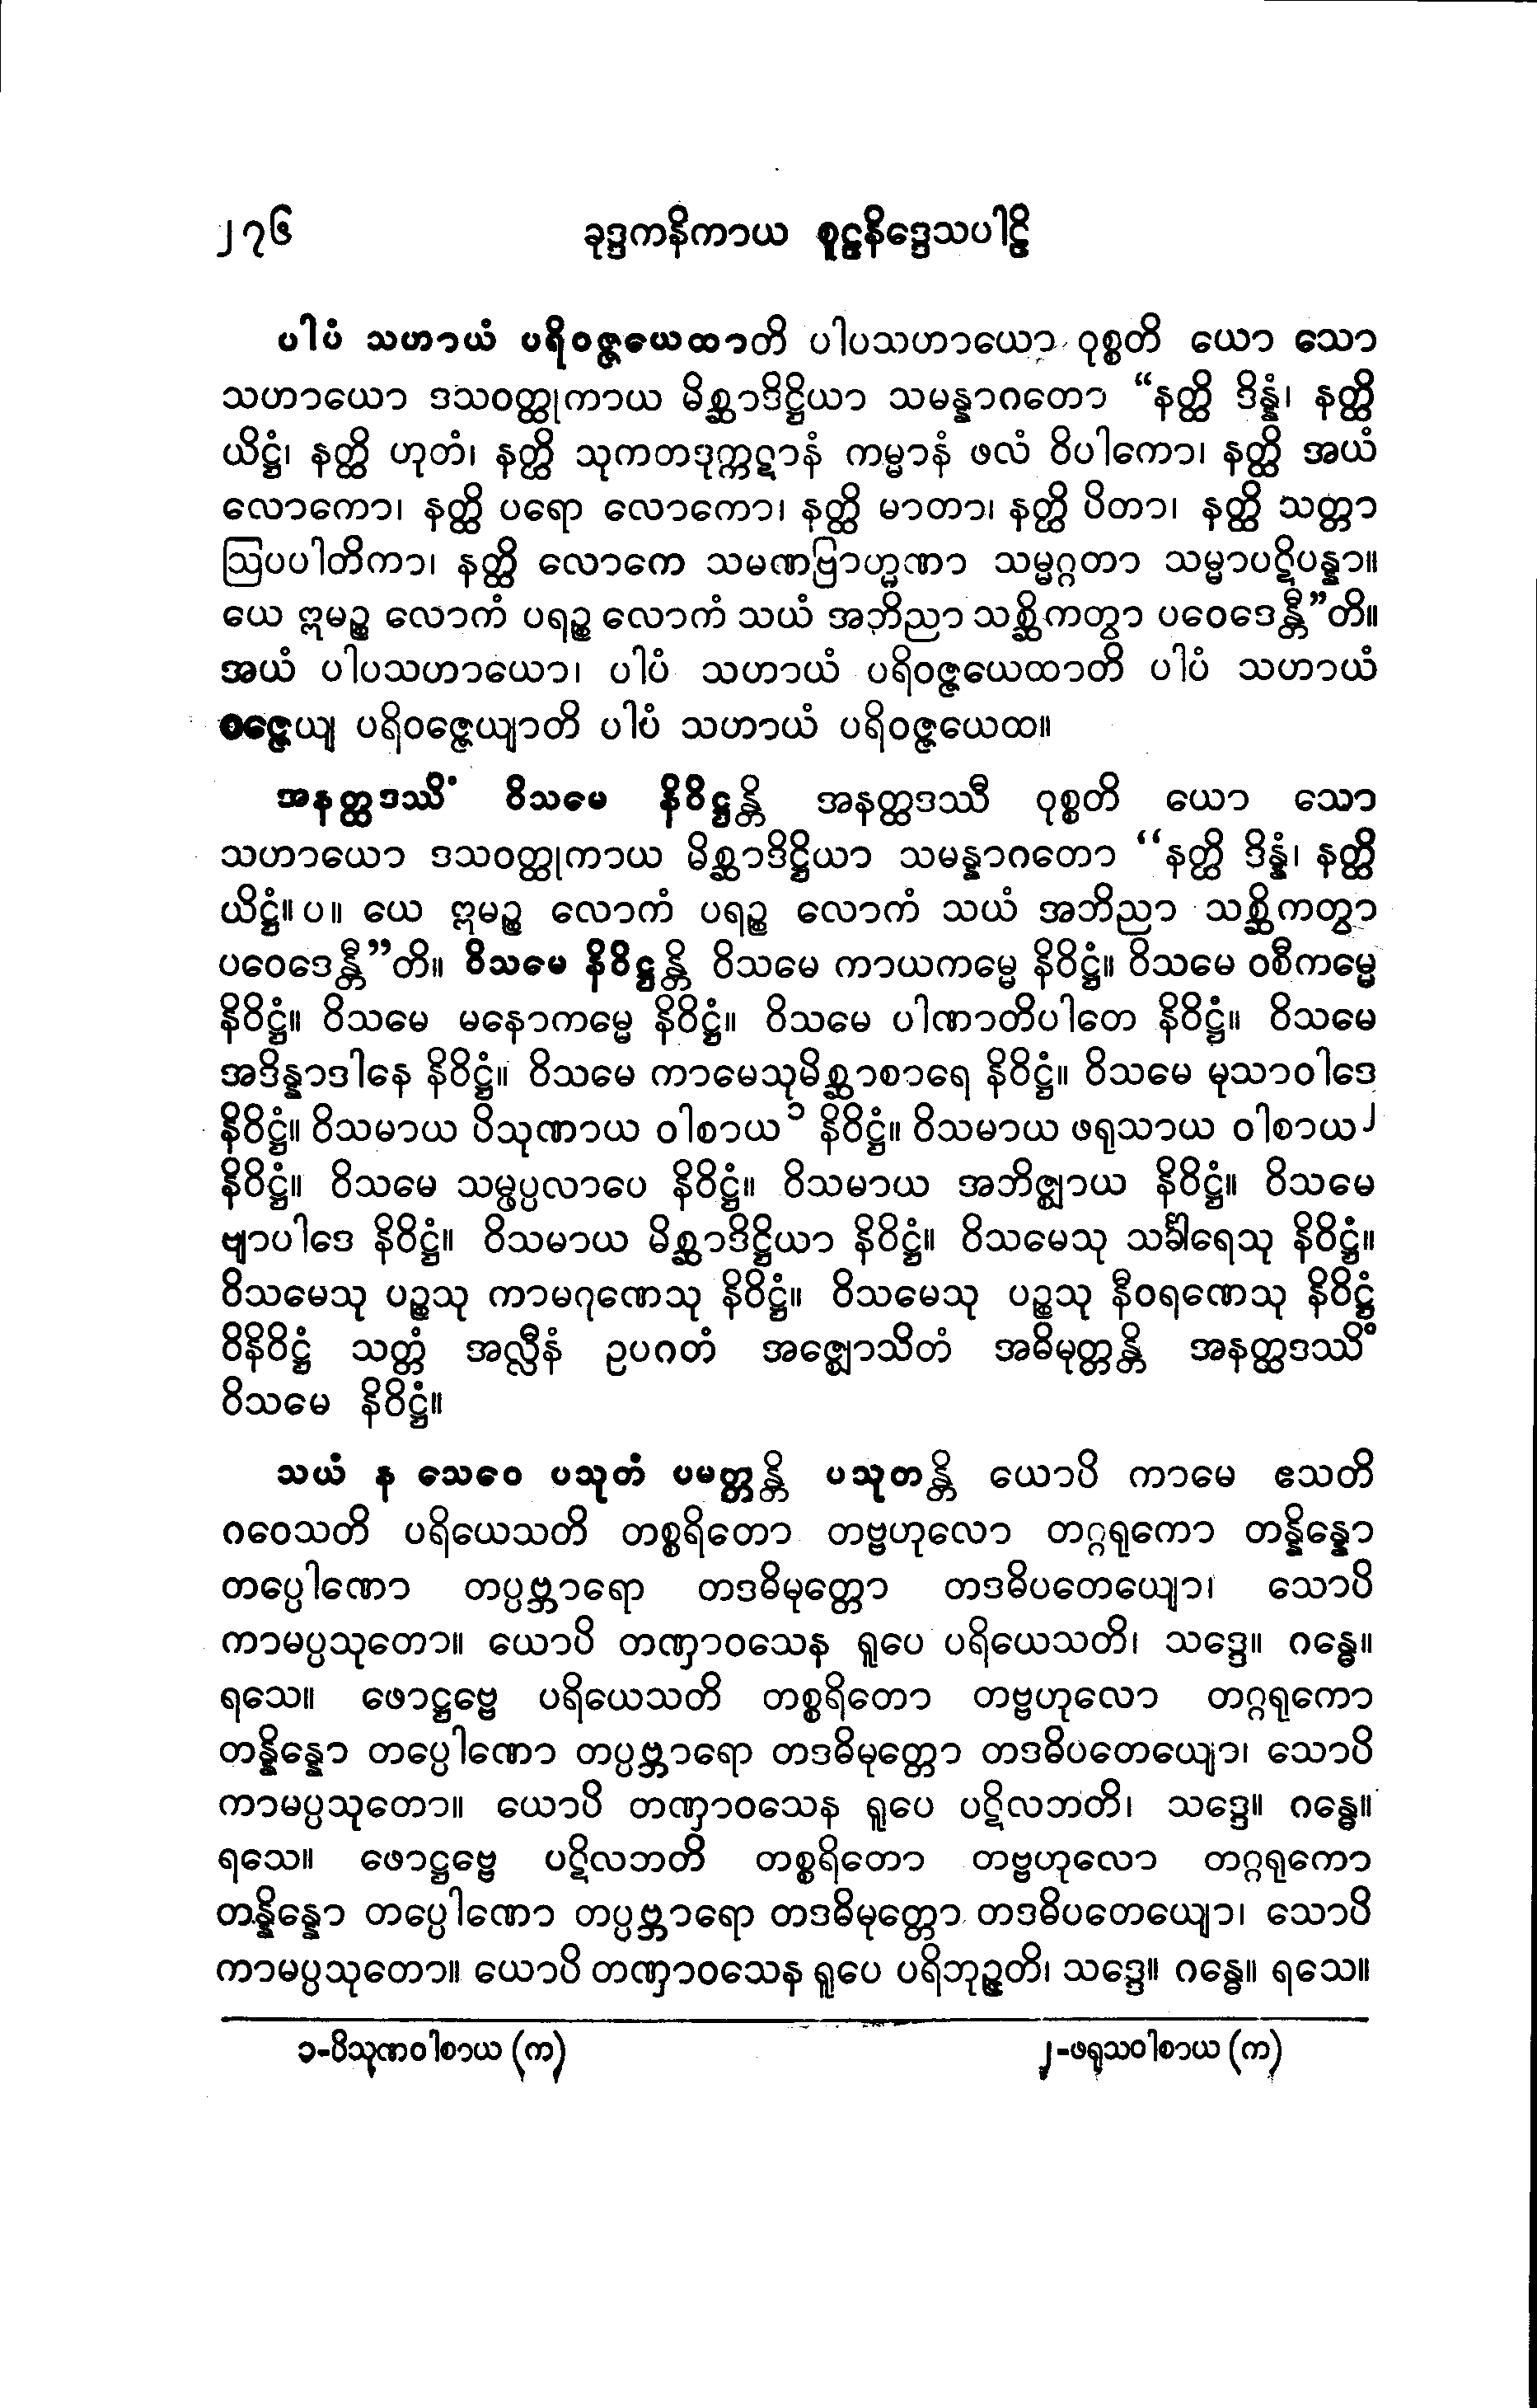 ၂၇၆ ခုဒ္ဒကနိကာယ စူဠနိဒ္ဒေသပါဠိ
ပါပံ သဟာယံ ပရိဝဇ္ဇယေထာတိ ပါပသဟာယော ဝုစ္စတိ ယော သော
သဟာယော ဒသဝတ္ထုကာယ မိစ္ဆာဒိဋ္ဌိယာ သမန္နာဂတော “နတ္ထိ ဒိန္နံ၊ နတ္ထိ
ယိဋ္ဌံ၊ နတ္ထိ ဟုတံ၊ နတ္ထိ သုကတဒုက္ကဋာနံ ကမ္မာနံ ဖလံ ဝိပါကော၊ နတ္ထိ အယံ
လောကော၊ နတ္ထိ ပရော လောကော၊ နတ္ထိ မာတာ၊ နတ္ထိ ပိတာ၊ နတ္ထိ သတ္တာ
ဩပပါတိကာ၊ နတ္ထိ လောကေ သမဏဗြာဟ္မဏာ သမ္မဂ္ဂတာ သမ္မာပဋိပန္နာ။
ယေ ဣမဉ္စ လောကံ ပရဉ္စ လောကံ သယံ အဘိညာ သစ္ဆိကတွာ ပဝေဒေန္တီ”တိ။
အယံ ပါပသဟာယော၊ ပါပံ သဟာယံ ပရိဝဇ္ဇယေထာတိ ပါပံ သဟာယံ
ဝဇ္ဇေယျ ပရိဝဇ္ဇေယျာတိ ပါပံ သဟာယံ ပရိဝဇ္ဇယေထ။
အနတ္ထဒဿိံ ဝိသမေ နိဝိဋ္ဌန္တိ အနတ္ထဒဿီ ဝုစ္စတိ ယော သော
သဟာယော ဒသဝတ္ထုကာယ မိစ္ဆာဒိဋ္ဌိယာ သမန္နာဂတော “နတ္ထိ ဒိန္နံ၊ နတ္ထိ
ယိဋ္ဌံ။ ပ။ ယေ ဣမဉ္စ လောကံ ပရဉ္စ လောကံ သယံ အဘိညာ သစ္ဆိကတွာ
ပဝေဒေန္တီ”တိ။ ဝိသမေ နိဝိဋ္ဌန္တိ ဝိသမေ ကာယကမ္မေ နိဝိဋ္ဌံ။ ဝိသမေ ဝစီကမ္မေ
နိဝိဋ္ဌံ။ ဝိသမေ မနောကမ္မေ နိဝိဋ္ဌံ။ ဝိသမေ ပါဏာတိပါတေ နိဝိဋ္ဌံ။ ဝိသမေ
အဒိန္နာဒါနေ နိဝိဋ္ဌံ။ ဝိသမေ ကာမေသုမိစ္ဆာစာရေ နိဝိဋ္ဌံ။ ဝိသမေ မုသာဝါဒေ
နိဝိဋ္ဌံ။ ဝိသမာယ ပိသုဏာယ ဝါစာယ၁ နိဝိဋ္ဌံ။ ဝိသမာယ ဖရုသာယ ဝါစာယ၂
နိဝိဋ္ဌံ။ ဝိသမေ သမ္ဖပ္ပလာပေ နိဝိဋ္ဌံ။ ဝိသမာယ အဘိဇ္ဈာယ နိဝိဋ္ဌံ။ ဝိသမေ
ဗျာပါဒေ နိဝိဋ္ဌံ။ ဝိသမာယ မိစ္ဆာဒိဋ္ဌိယာ နိဝိဋ္ဌံ။ ဝိသမေသု သင်္ခါရေသု နိဝိဋ္ဌံ။
ဝိသမေသု ပဉ္စသု ကာမဂုဏေသု နိဝိဋ္ဌံ။ ဝိသမေသု ပဉ္စသု နီဝရဏေသု နိဝိဋ္ဌံ
ဝိနိဝိဋ္ဌံ သတ္တံ အလ္လီနံ ဥပဂတံ အဇ္ဈောသိတံ အဓိမုတ္တန္တိ အနတ္ထဒဿိံ
ဝိသမေ နိဝိဋ္ဌံ။
သယံ န သေဝေ ပသုတံ ပမတ္တန္တိ ပသုတန္တိ ယောပိ ကာမေ ဧသတိ
ဂဝေသတိ ပရိယေသတိ တစ္စရိတော တဗ္ဗဟုလော တဂ္ဂရုကော တန္နိန္နော
တပ္ပေါဏော တပ္ပဗ္ဘာရော တဒဓိမုတ္တော တဒဓိပတေယျော၊ သောပိ
ကာမပ္ပသုတော။ ယောပိ တဏှာဝသေန ရူပေ ပရိယေသတိ၊ သဒ္ဒေ။ ဂန္ဓေ။
ရသေ။ ဖောဋ္ဌဗ္ဗေ ပရိယေသတိ တစ္စရိတော တဗ္ဗဟုလော တဂ္ဂရုကော
တန္နိန္နော တပ္ပေါဏော တပ္ပဗ္ဘာရော တဒဓိမုတ္တော တဒဓိပတေယျော၊ သောပိ
ကာမပ္ပသုတော။ ယောပိ တဏှာဝသေန ရူပေ ပဋိလဘတိ၊ သဒ္ဒေ။ ဂန္ဓေ။
ရသေ။ ဖောဋ္ဌဗ္ဗေ ပဋိလဘတိ တစ္စရိတော တဗ္ဗဟုလော တဂ္ဂရုကော
တန္နိန္နော တပ္ပေါဏော တပ္ပဗ္ဘာရော တဒဓိမုတ္တော တဒဓိပတေယျော၊ သောပိ
ကာမပ္ပသုတော။ ယောပိ တဏှာဝသေန ရူပေ ပရိဘုဉ္ဇတိ၊ သဒ္ဒေ။ ဂန္ဓေ။ ရသေ။
၁-ပိသုဏဝါစာယ (က) ၂-ဖရုသဝါစာယ (က)